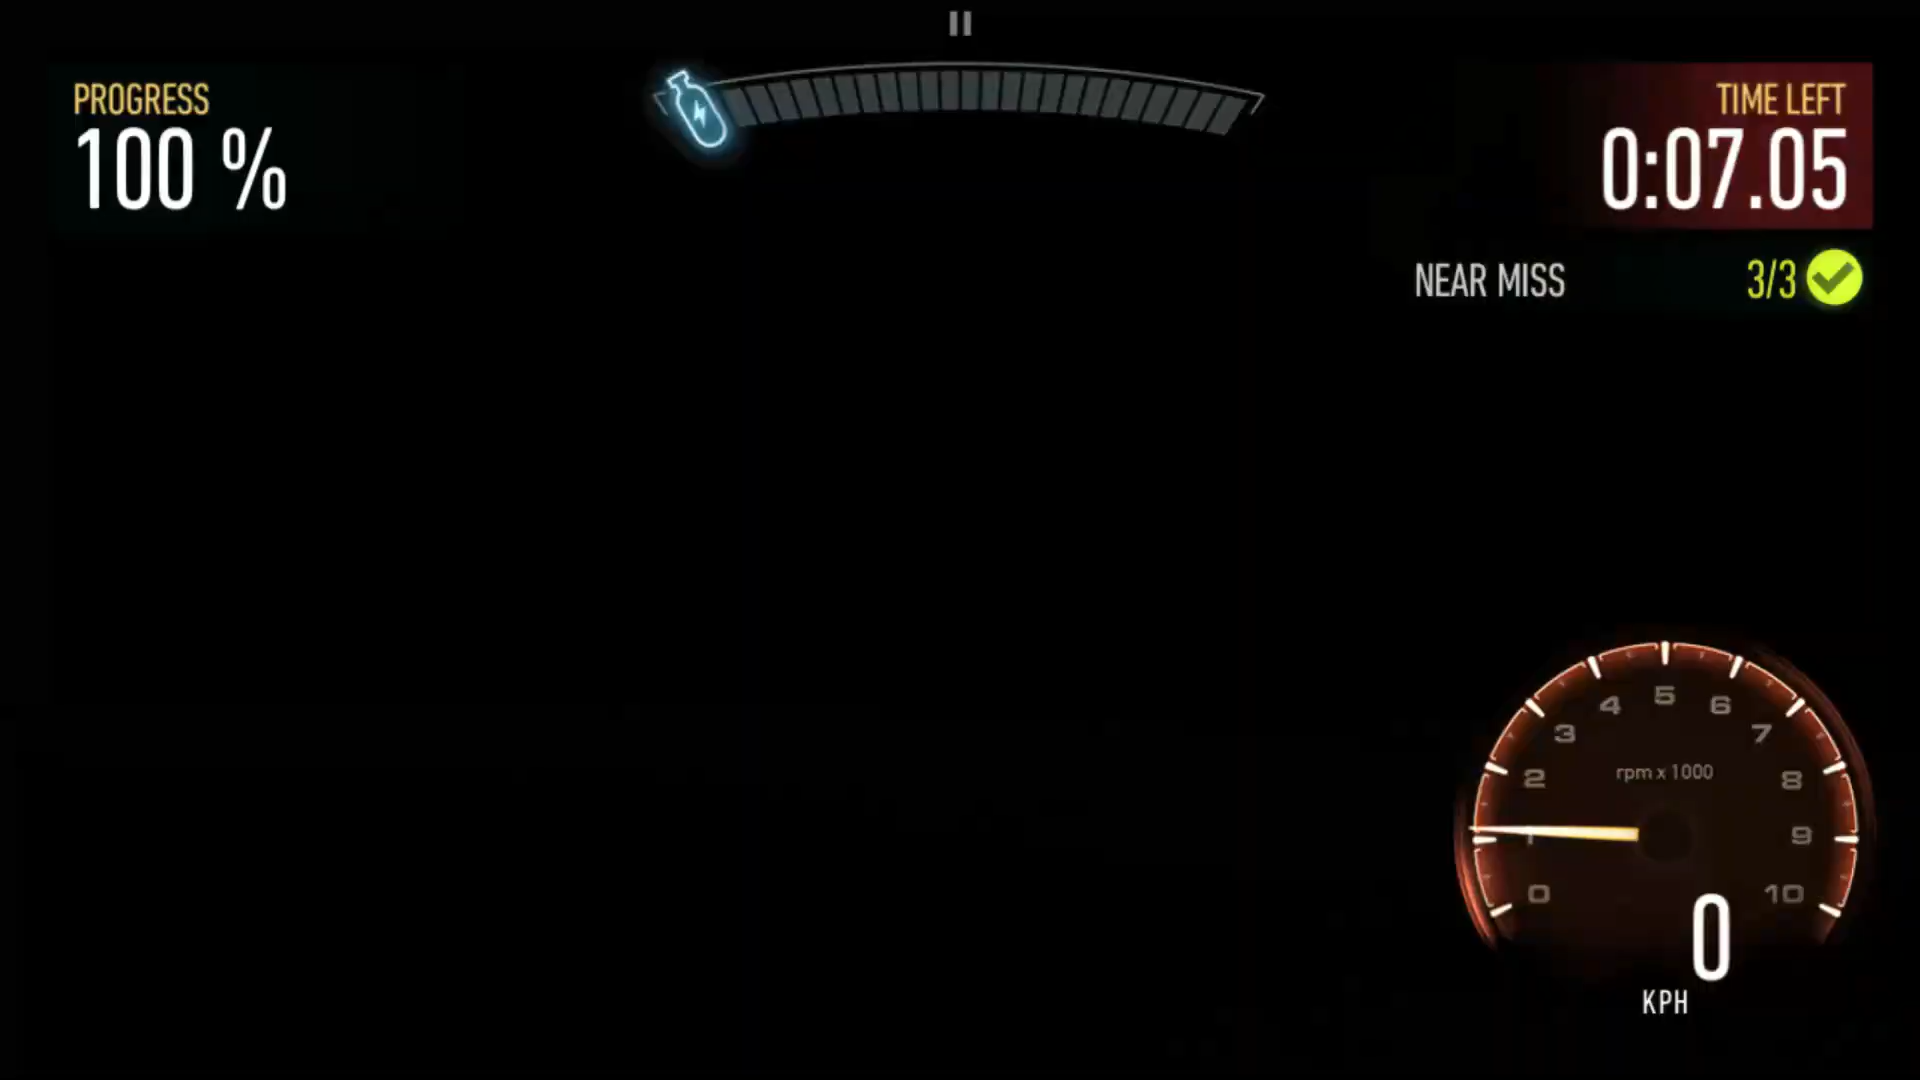 PROGRESS
100 %
TIME LEFT
0:07.05
NEAR MISS 3/3
0 1 2 3 4 5 6 7 8 9 10
rpm x 1000
0
KPH